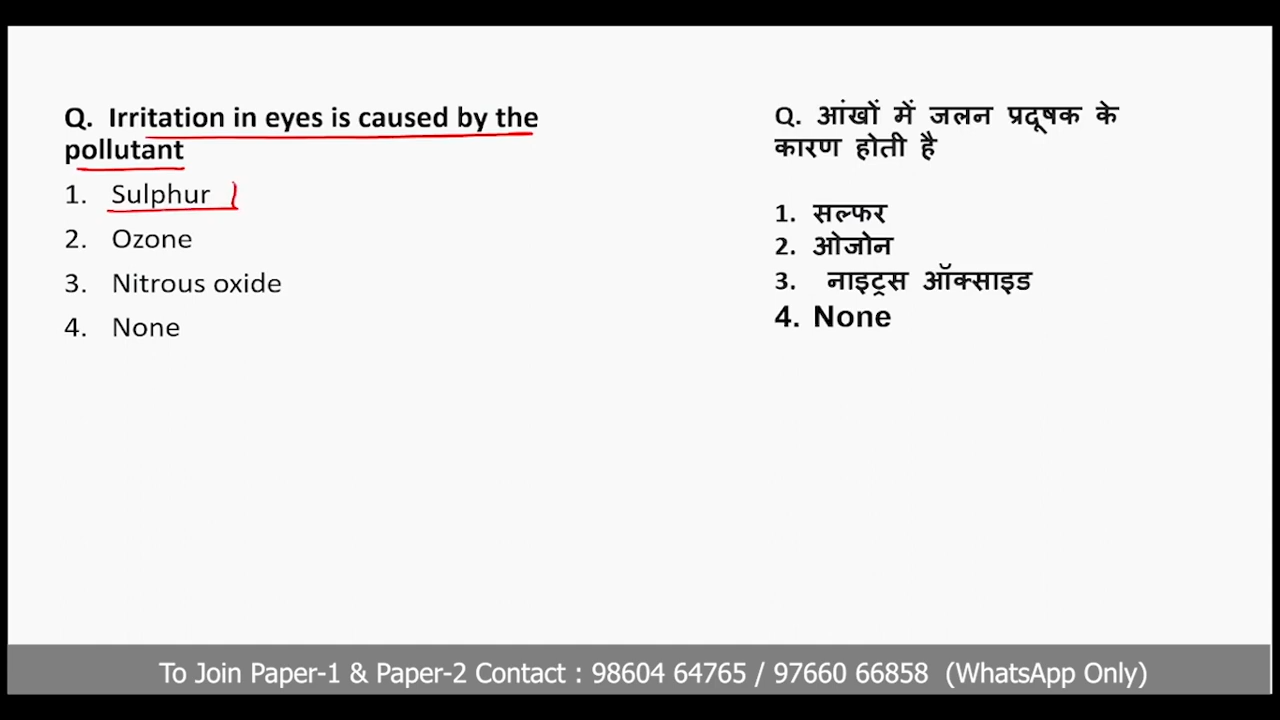 Q. Irritation in eyes is caused by the
pollutant
1. Sulphur
2. Ozone
3. Nitrous oxide
4. None
Q. आंखों में जलन प्रदूषक के
कारण होती है
1. सल्फर
2. ओजोन
3. नाइट्रस ऑक्साइड
4. None
To Join Paper-1 & Paper-2 Contact : 98604 64765 / 97660 66858 (WhatsApp Only)